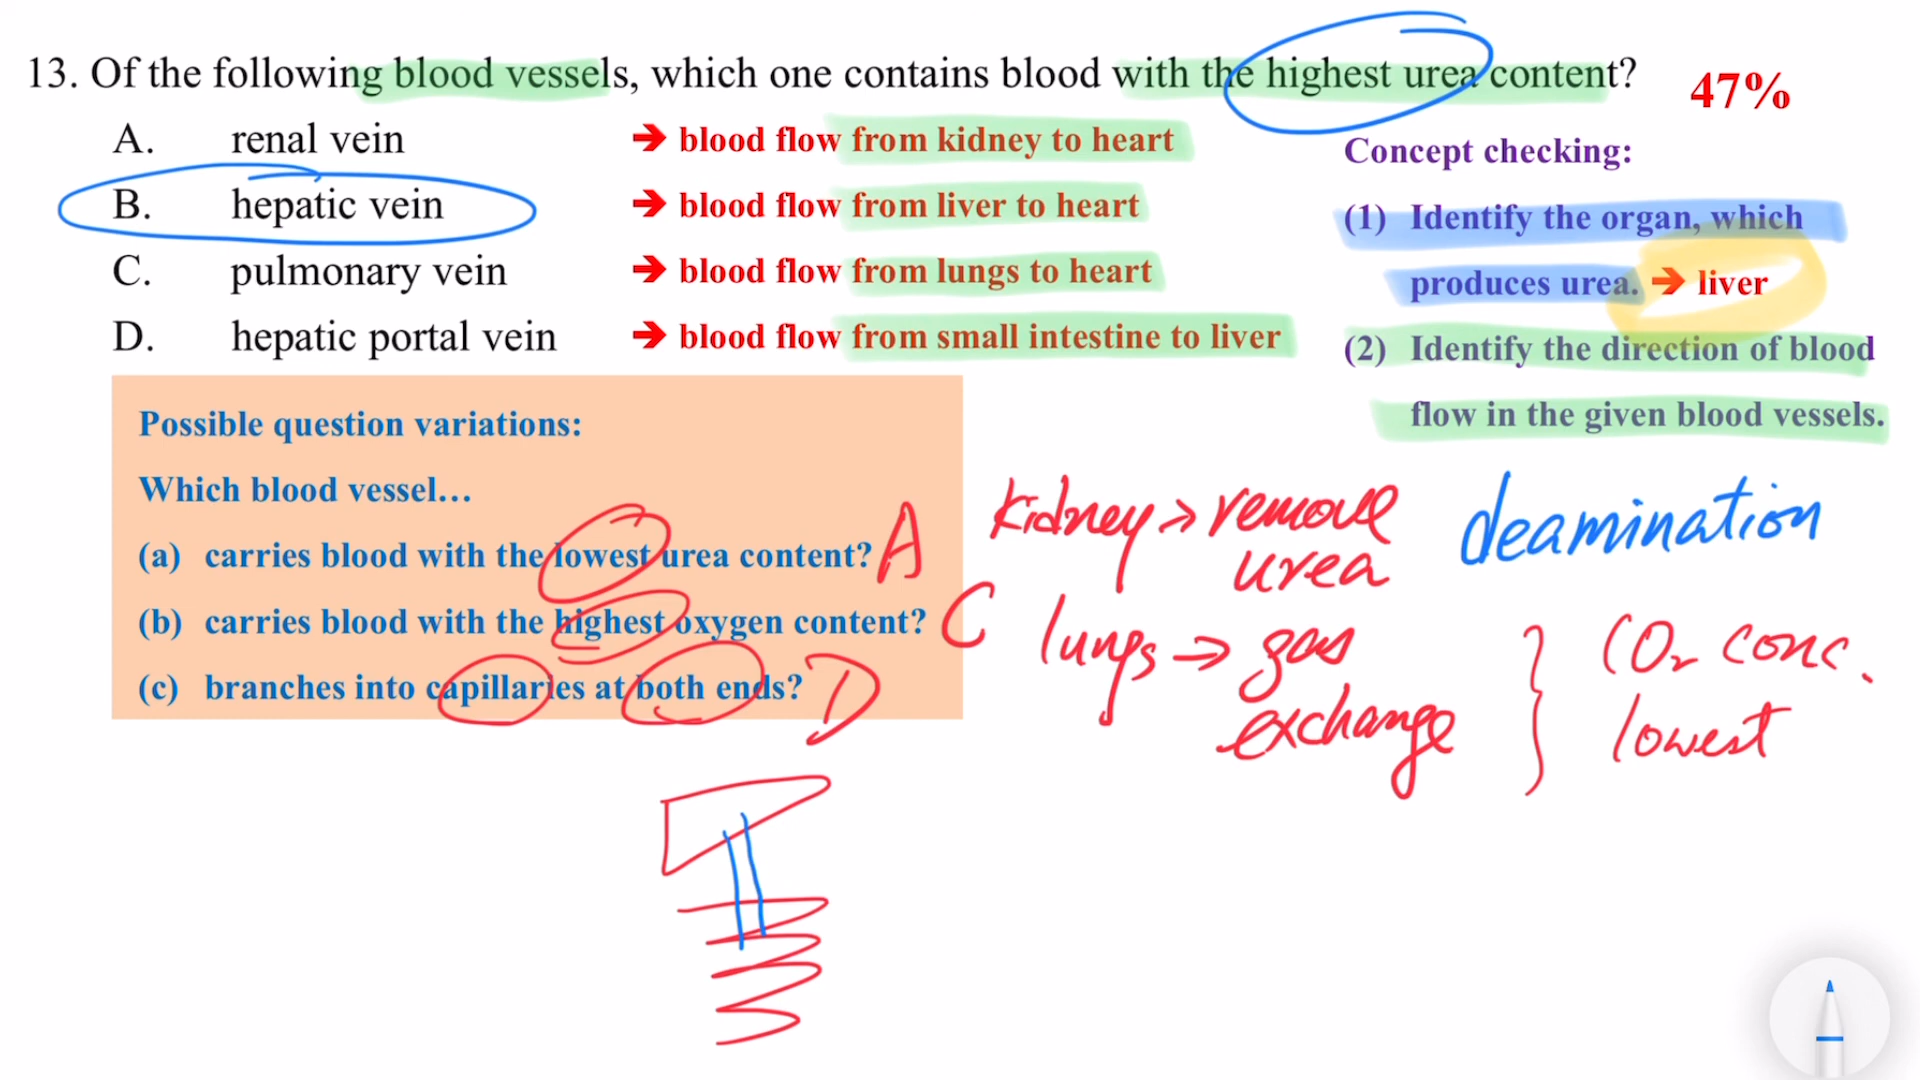 13. Of the following blood vessels, which one contains blood with the highest urea content?
47%
A. renal vein → blood flow from kidney to heart
B. hepatic vein → blood flow from liver to heart
C. pulmonary vein → blood flow from lungs to heart
D. hepatic portal vein → blood flow from small intestine to liver
Concept checking:
(1) Identify the organ, which
produces urea. → liver
(2) Identify the direction of blood
flow in the given blood vessels.
Possible question variations:
Which blood vessel...
(a) carries blood with the lowest urea content? A
(b) carries blood with the highest oxygen content? C
(c) branches into capillaries at both ends? D
kidney → remove
urea
deamination
lungs → gas
exchange
CO₂ conc.
lowest